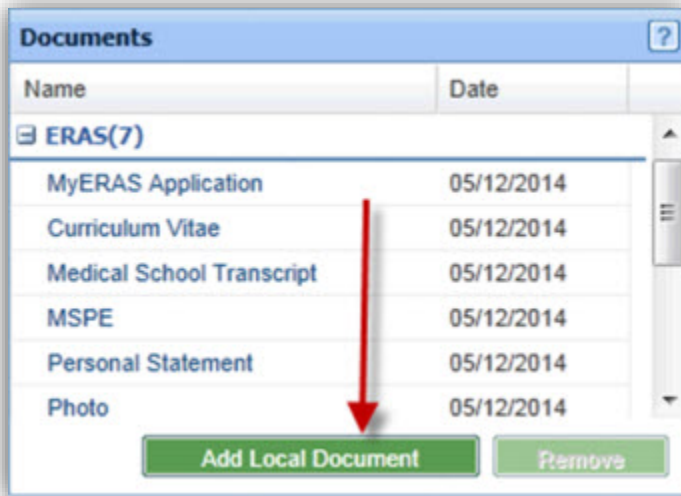 Documents ?
Name Date
ERAS(7)
MyERAS Application 05/12/2014
Curriculum Vitae 05/12/2014
Medical School Transcript 05/12/2014
MSPE 05/12/2014
Personal Statement 05/12/2014
Photo 05/12/2014
Add Local Document Remove